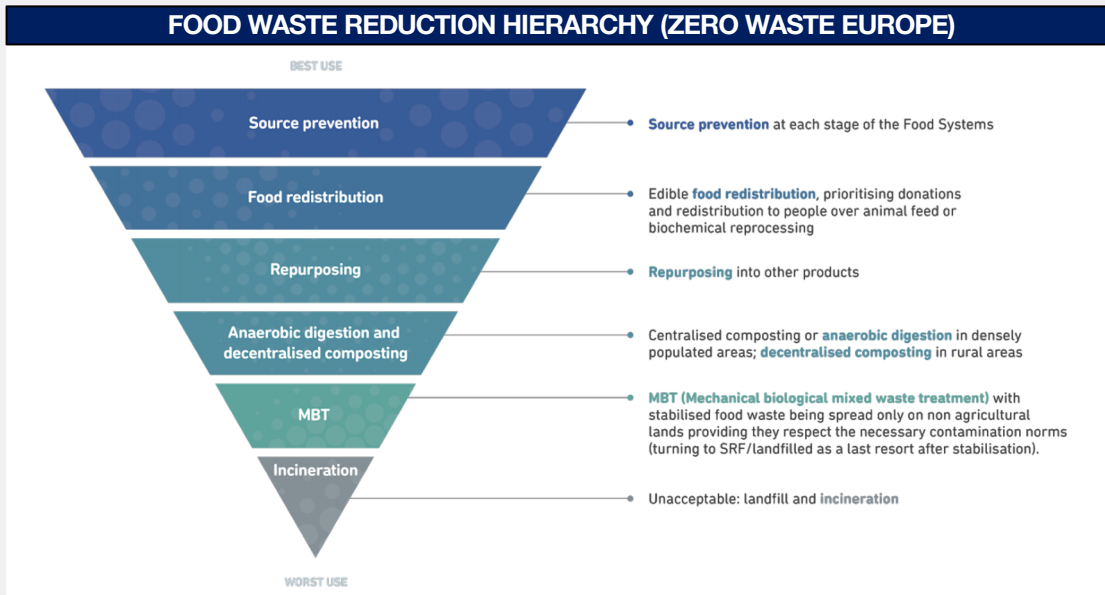 FOOD WASTE REDUCTION HIERARCHY (ZERO WASTE EUROPE)
BEST USE
Source prevention
Source prevention at each stage of the Food Systems
Food redistribution
Edible food redistribution, prioritising donations
and redistribution to people over animal feed or
biochemical reprocessing
Repurposing
Repurposing into other products
Anaerobic digestion and
decentralised composting
Centralised composting or anaerobic digestion in densely
populated areas; decentralised composting in rural areas
MBT
MBT (Mechanical biological mixed waste treatment) with
stabilised food waste being spread only on non agricultural
lands providing they respect the necessary contamination norms
(turning to SRF/landfilled as a last resort after stabilisation).
Incineration
Unacceptable: landfill and incineration
WORST USE